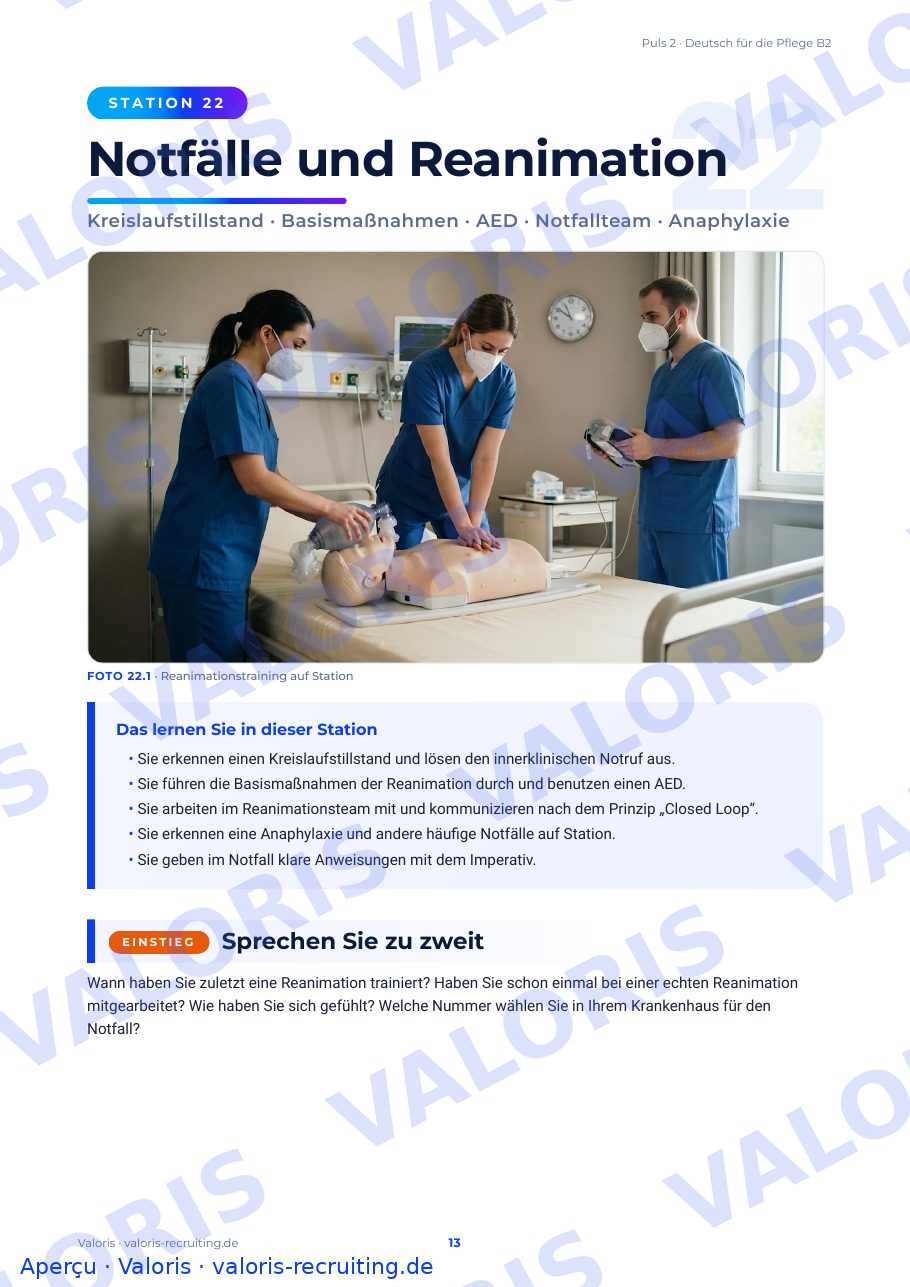 Puls 2 · Deutsch für die Pflege B2
STATION 22
22
Notfälle und Reanimation
Kreislaufstillstand · Basismaßnahmen · AED · Notfallteam · Anaphylaxie
FOTO 22.1 · Reanimationstraining auf Station
Das lernen Sie in dieser Station
• Sie erkennen einen Kreislaufstillstand und lösen den innerklinischen Notruf aus.
• Sie führen die Basismaßnahmen der Reanimation durch und benutzen einen AED.
• Sie arbeiten im Reanimationsteam mit und kommunizieren nach dem Prinzip „Closed Loop“.
• Sie erkennen eine Anaphylaxie und andere häufige Notfälle auf Station.
• Sie geben im Notfall klare Anweisungen mit dem Imperativ.
EINSTIEG Sprechen Sie zu zweit
Wann haben Sie zuletzt eine Reanimation trainiert? Haben Sie schon einmal bei einer echten Reanimation
mitgearbeitet? Wie haben Sie sich gefühlt? Welche Nummer wählen Sie in Ihrem Krankenhaus für den
Notfall?
Valoris · valoris-recruiting.de
13
Aperçu · Valoris · valoris-recruiting.de
VALORIS